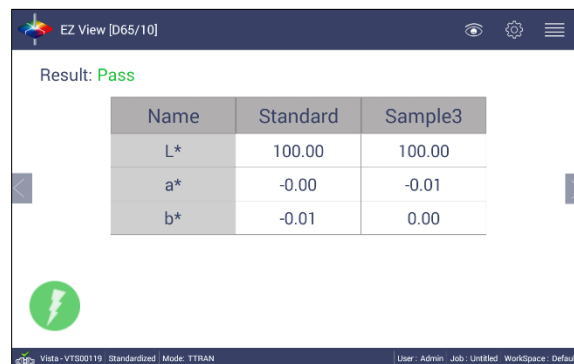 EZ View [D65/10]
Result: Pass
Name Standard Sample3
L* 100.00 100.00
a* -0.00 -0.01
b* -0.01 0.00
Vista - VTS00119 Standardized Mode: TTRAN User: Admin Job: Untitled WorkSpace: Defaul